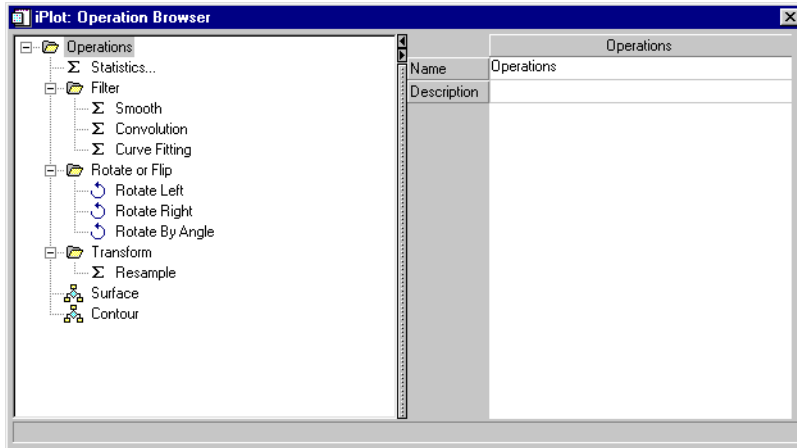 iPlot: Operation Browser
Operations
Σ Statistics...
Filter
Σ Smooth
Σ Convolution
Σ Curve Fitting
Rotate or Flip
Rotate Left
Rotate Right
Rotate By Angle
Transform
Σ Resample
Surface
Contour
Operations
Name Operations
Description